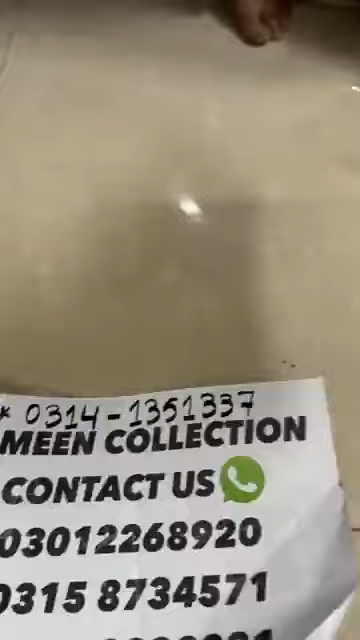 * 0314-1351337
MEEN COLLECTION
CONTACT US
03012268920
0315 8734571